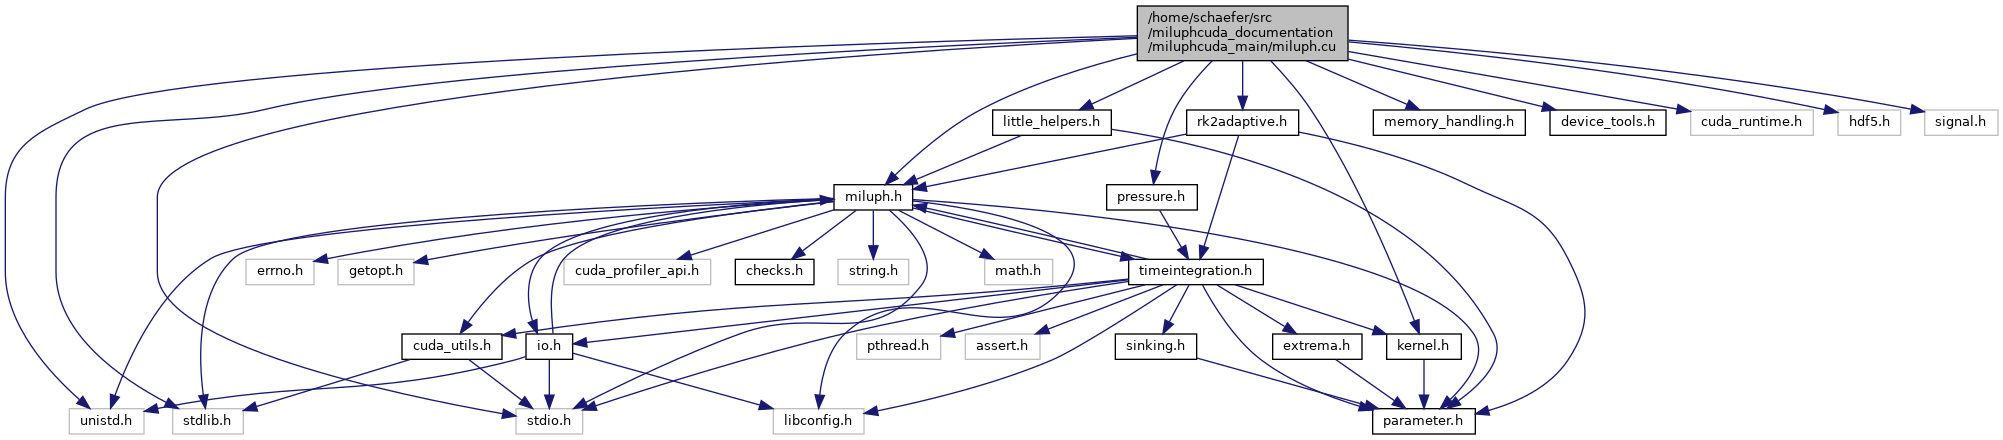 /home/schaefer/src
/miluphcuda_documentation
/miluphcuda_main/miluph.cu
little_helpers.h
rk2adaptive.h
memory_handling.h
device_tools.h
cuda_runtime.h
hdf5.h
signal.h
miluph.h
pressure.h
errno.h
getopt.h
cuda_profiler_api.h
checks.h
string.h
math.h
timeintegration.h
cuda_utils.h
io.h
pthread.h
assert.h
sinking.h
extrema.h
kernel.h
unistd.h
stdlib.h
stdio.h
libconfig.h
parameter.h